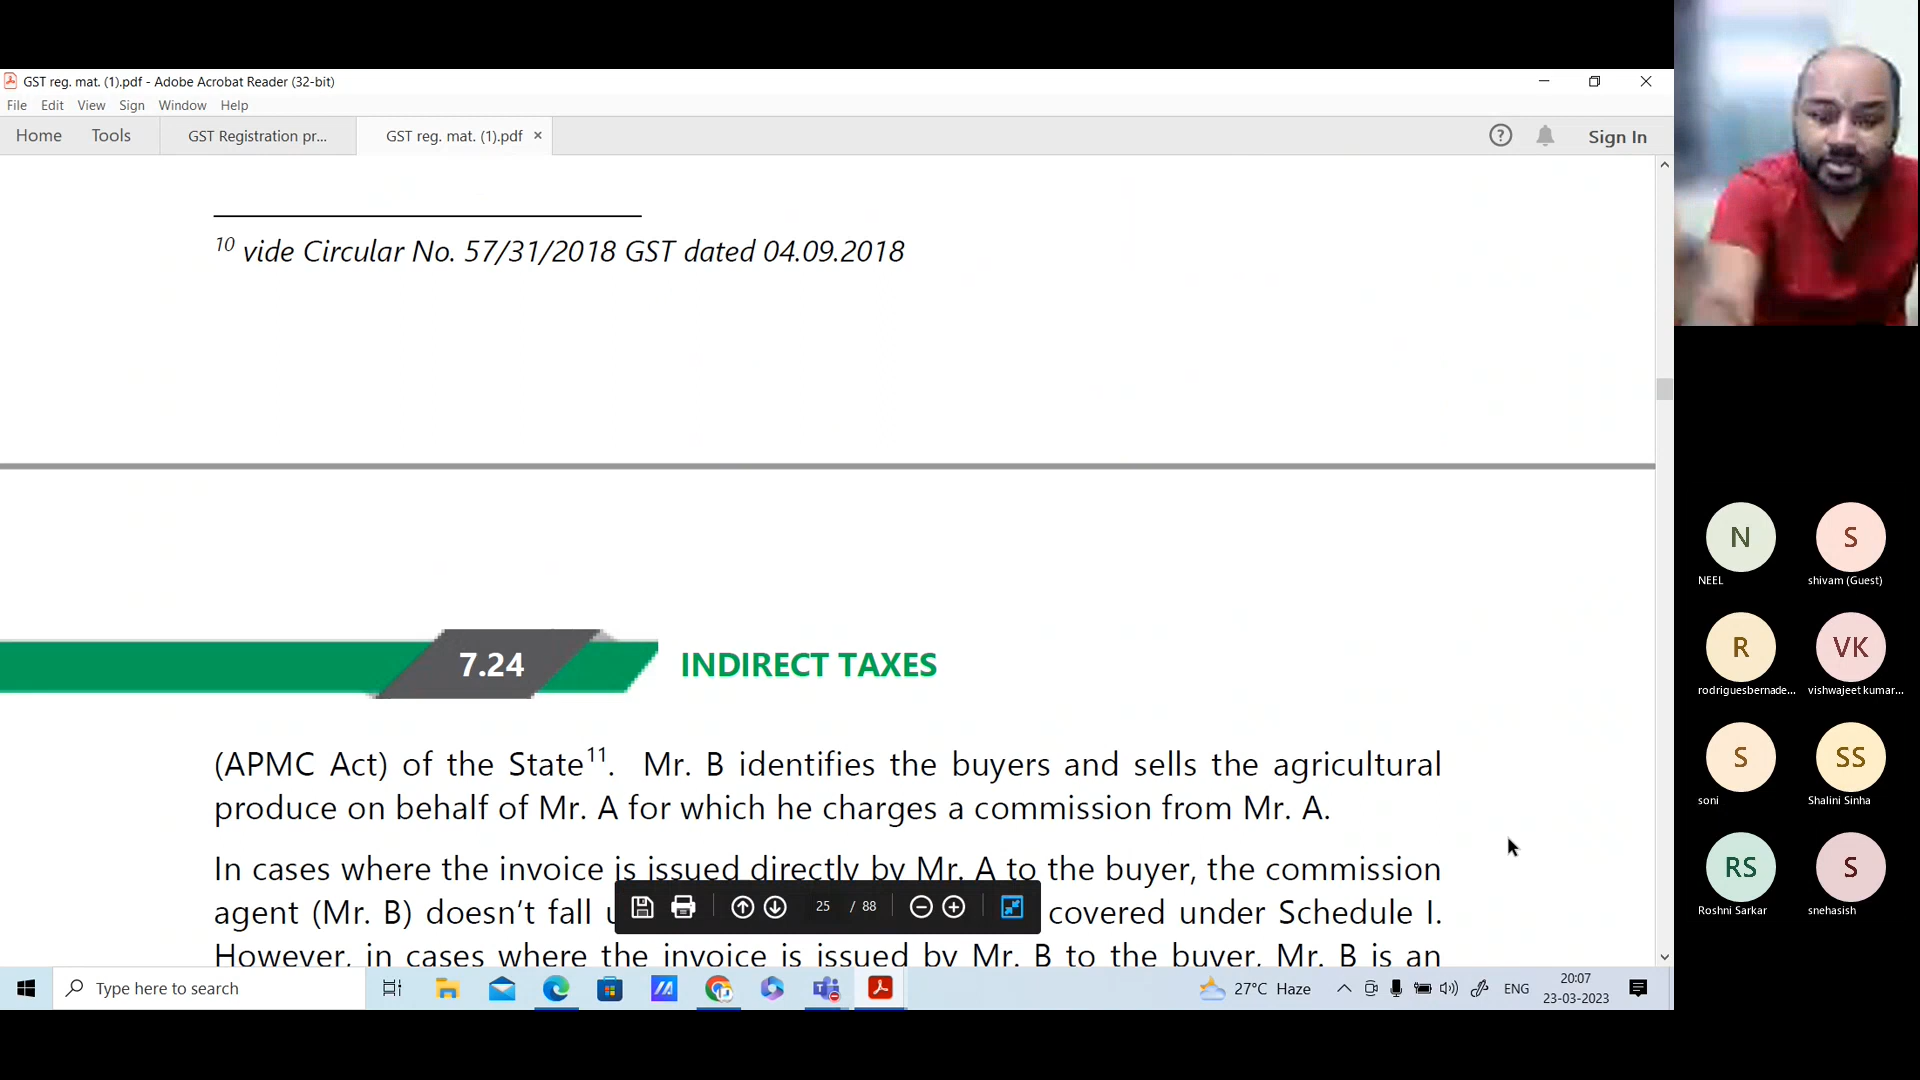 GST reg. mat. (1).pdf - Adobe Acrobat Reader (32-bit)
File Edit View Sign Window Help
Home Tools GST Registration pr... GST reg. mat. (1).pdf × Sign In
10 vide Circular No. 57/31/2018 GST dated 04.09.2018
7.24 INDIRECT TAXES
(APMC Act) of the State11. Mr. B identifies the buyers and sells the agricultural
produce on behalf of Mr. A for which he charges a commission from Mr. A.
In cases where the invoice is issued directly by Mr. A to the buyer, the commission
agent (Mr. B) doesn't fall covered under Schedule I.
However, in cases where the invoice is issued by Mr. B to the buyer, Mr. B is an
25 / 88
N
NEEL
S
shivam (Guest)
R
rodriguesbernade...
VK
vishwajeet kumar...
S
soni
SS
Shalini Sinha
RS
Roshni Sarkar
S
snehasish
Type here to search
27°C Haze
ENG
20:07
23-03-2023